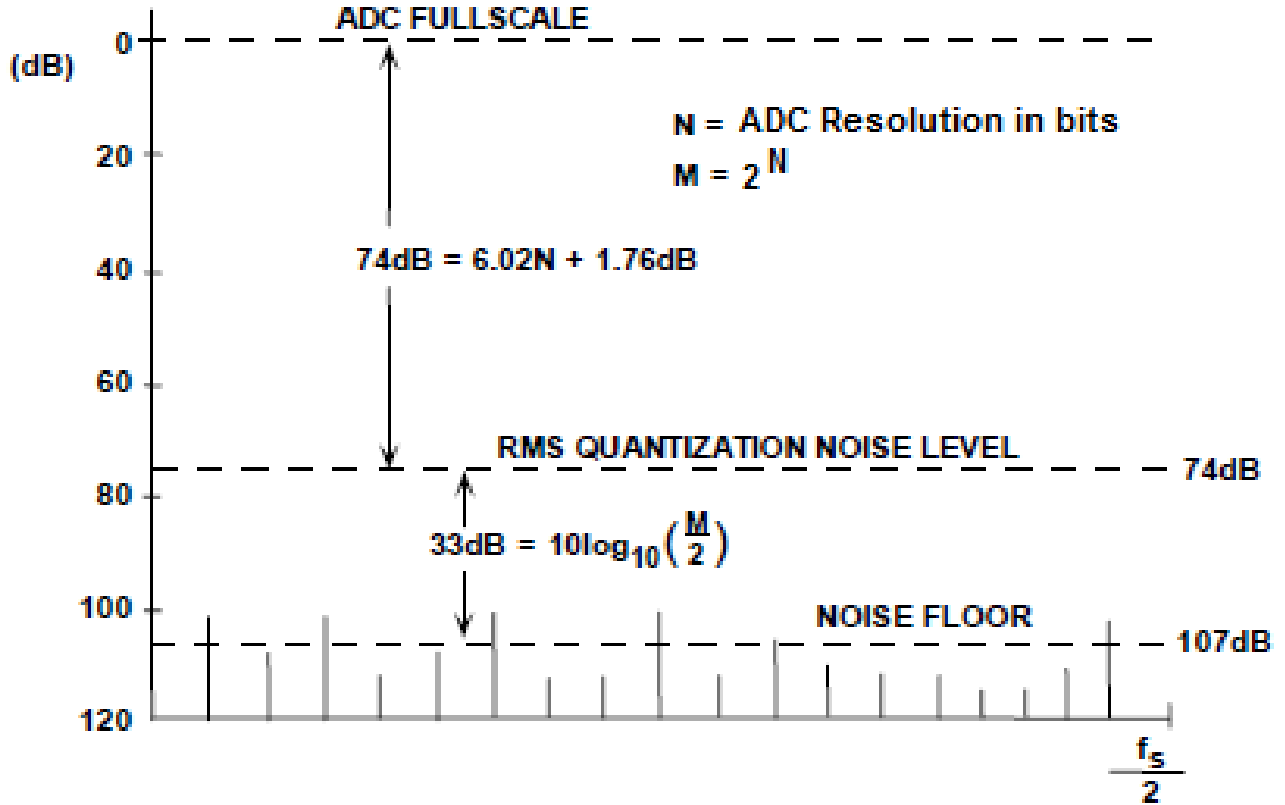 ADC FULLSCALE
0
(dB)
N = ADC Resolution in bits
20
M = 2^N
74dB = 6.02N + 1.76dB
40
60
RMS QUANTIZATION NOISE LEVEL
74dB
80
33dB = 10log₁₀(M/2)
100
NOISE FLOOR
107dB
120
fₛ/2